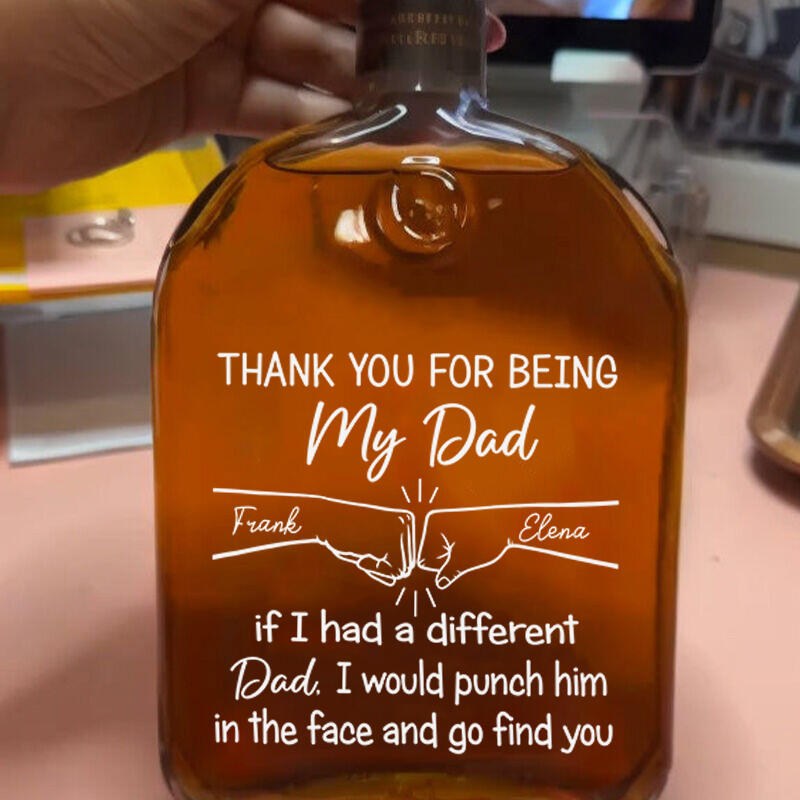 THANK YOU FOR BEING
My Dad
Frank
Elena
if I had a different
Dad, I would punch him
in the face and go find you